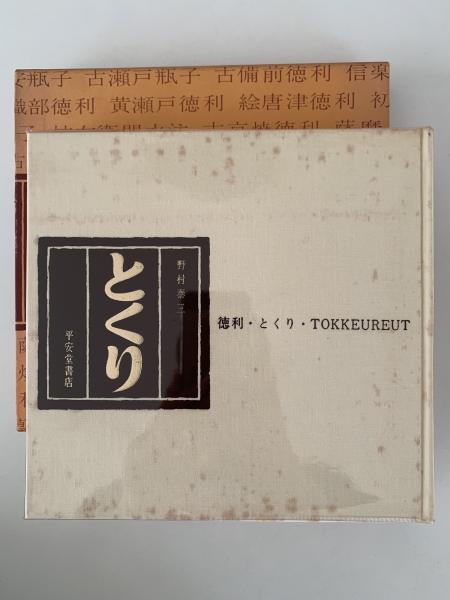 安瓶子 古瀬戸瓶子 古備前徳利 信楽
織部徳利 黄瀬戸徳利 絵唐津徳利 初
野村泰三
とくり
平安堂書店
徳利・とくり・TOKKEUREUT